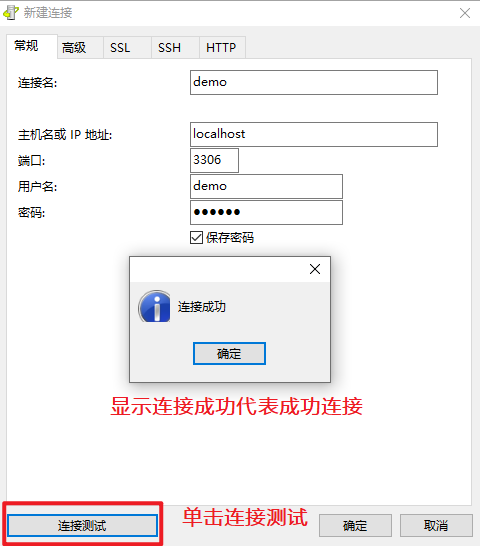 新建连接
常规 高级 SSL SSH HTTP
连接名: demo
主机名或 IP 地址: localhost
端口: 3306
用户名: demo
密码: ●●●●●●
保存密码
连接成功
确定
显示连接成功代表成功连接
连接测试 单击连接测试 确定 取消